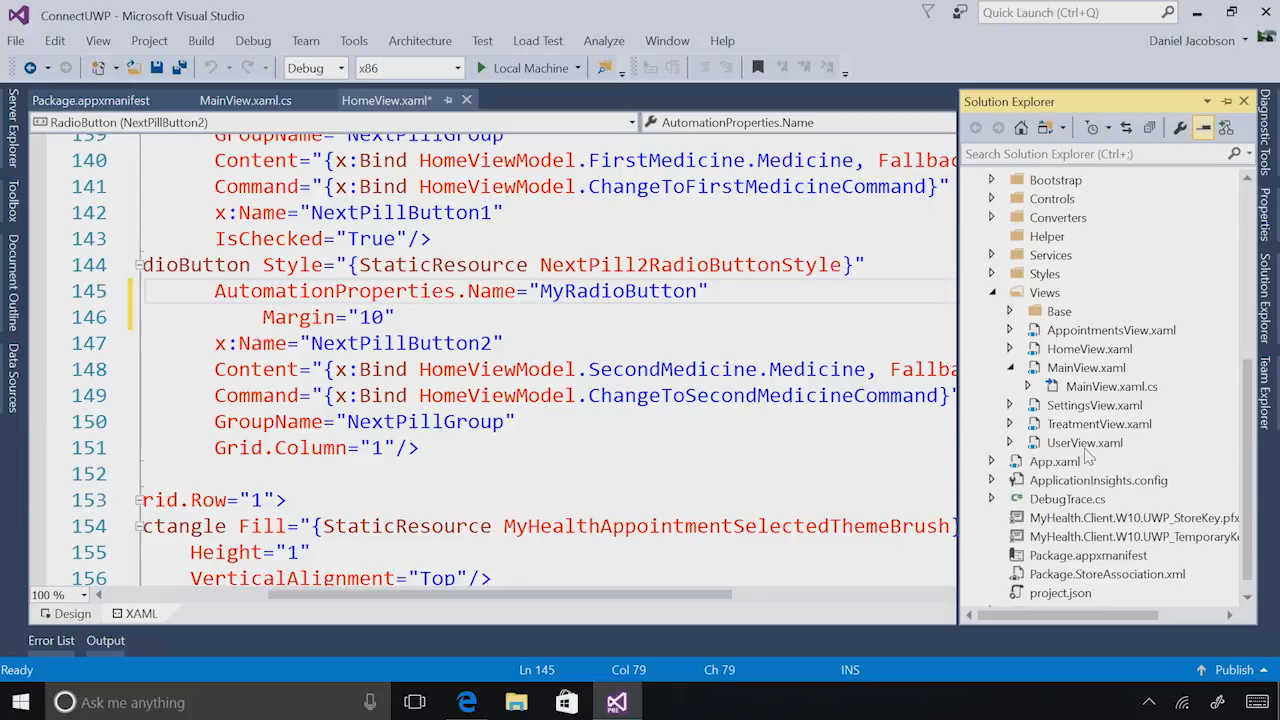 ConnectUWP - Microsoft Visual Studio
Quick Launch (Ctrl+Q)
File Edit View Project Build Debug Team Tools Architecture Test Load Test Analyze Window Help
Daniel Jacobson
Debug x86 Local Machine
Package.appxmanifest MainView.xaml.cs HomeView.xaml*
RadioButton (NextPillButton2) AutomationProperties.Name
139 GroupName="NextPillGroup"
140 Content="{x:Bind HomeViewModel.FirstMedicine.Medicine, Fallbac
141 Command="{x:Bind HomeViewModel.ChangeToFirstMedicineCommand}"
142 x:Name="NextPillButton1"
143 IsChecked="True"/>
144 dioButton Style="{StaticResource NextPill2RadioButtonStyle}"
145 AutomationProperties.Name="MyRadioButton"
146 Margin="10"
147 x:Name="NextPillButton2"
148 Content="{x:Bind HomeViewModel.SecondMedicine.Medicine, Fallba
149 Command="{x:Bind HomeViewModel.ChangeToSecondMedicineCommand}"
150 GroupName="NextPillGroup"
151 Grid.Column="1"/>
152
153 rid.Row="1">
154 ctangle Fill="{StaticResource MyHealthAppointmentSelectedThemeBrush}
155 Height="1"
156 VerticalAlignment="Top"/>
100 %
Design XAML
Server Explorer
Toolbox
Document Outline
Data Sources
Solution Explorer
Search Solution Explorer (Ctrl+;)
Bootstrap
Controls
Converters
Helper
Services
Styles
Views
Base
AppointmentsView.xaml
HomeView.xaml
MainView.xaml
MainView.xaml.cs
SettingsView.xaml
TreatmentView.xaml
UserView.xaml
App.xaml
ApplicationInsights.config
DebugTrace.cs
MyHealth.Client.W10.UWP_StoreKey.pfx
MyHealth.Client.W10.UWP_TemporaryKe
Package.appxmanifest
Package.StoreAssociation.xml
project.json
Diagnostic Tools
Properties
Solution Explorer
Team Explorer
Error List Output
Ready Ln 145 Col 79 Ch 79 INS Publish
Ask me anything